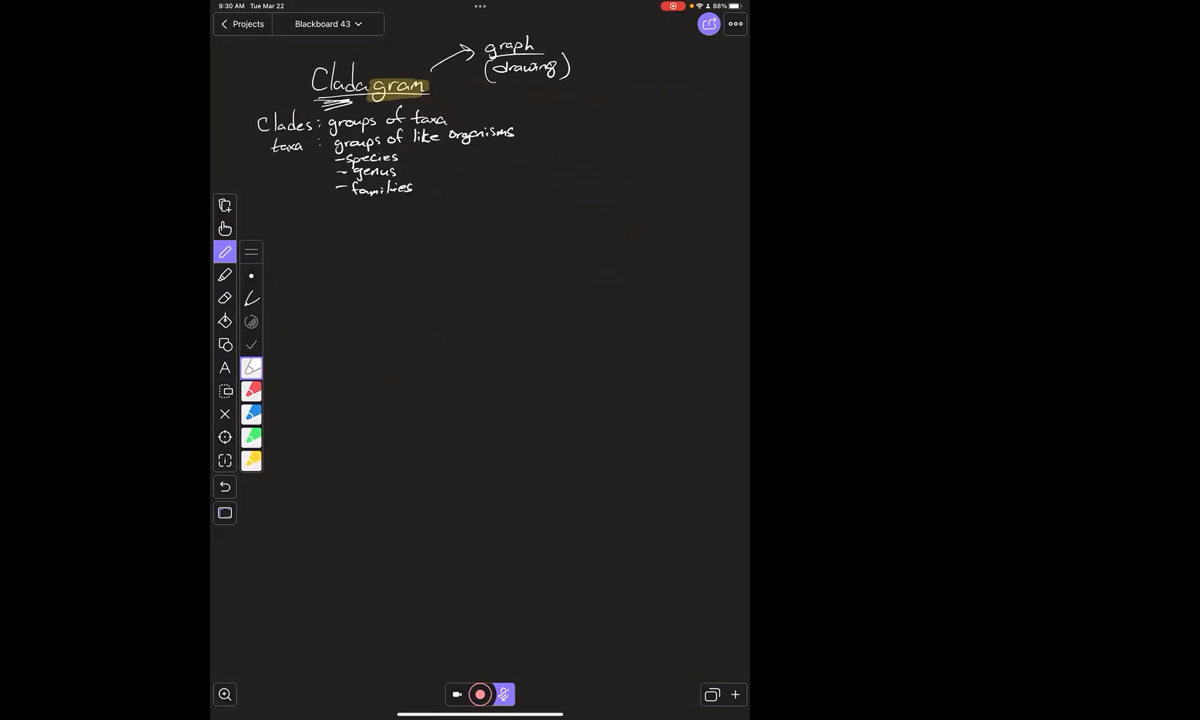 9:30 AM Tue Mar 22
88%
Projects
Blackboard 43
graph
(drawing)
Cladagram
Clades: groups of taxa
taxa : groups of like organisms
- species
- genus
- families
A